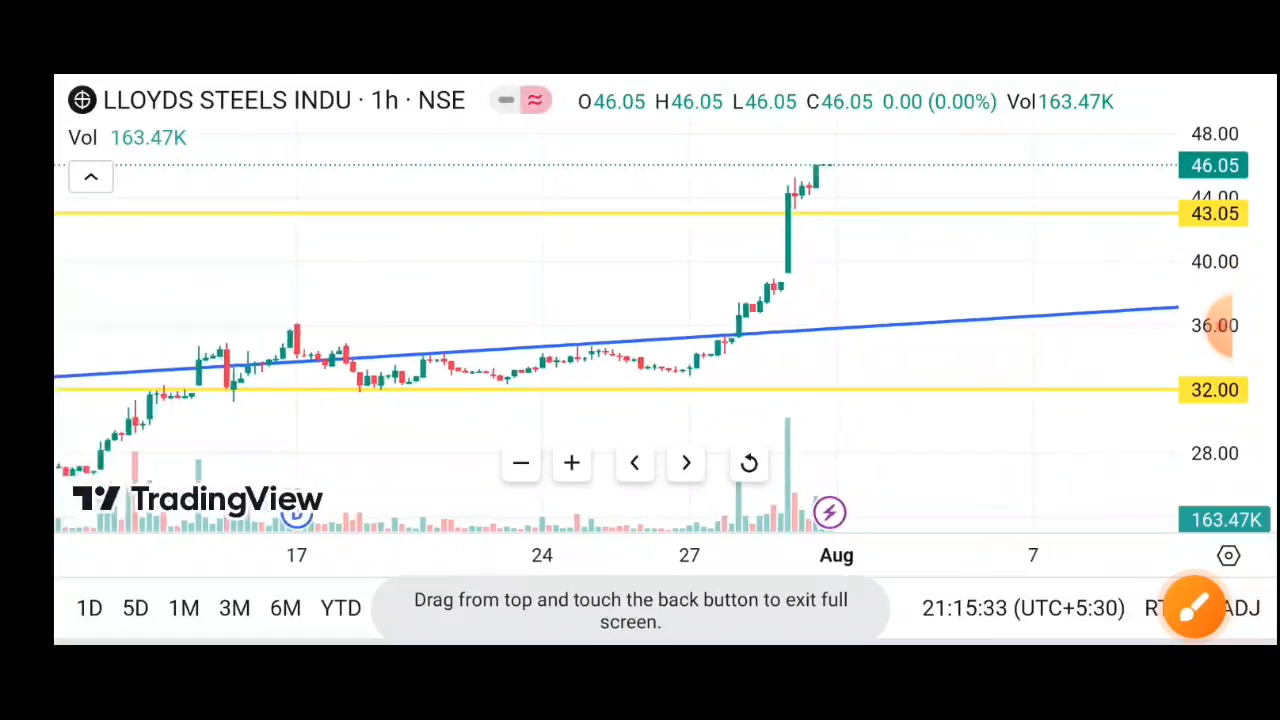 LLOYDS STEELS INDU · 1h · NSE
O46.05 H46.05 L46.05 C46.05 0.00 (0.00%) Vol163.47K
Vol 163.47K
48.00
46.05
44.00
43.05
40.00
36.00
32.00
28.00
163.47K
TradingView
17 24 27 Aug 7
1D 5D 1M 3M 6M YTD
Drag from top and touch the back button to exit full
screen.
21:15:33 (UTC+5:30)
ADJ